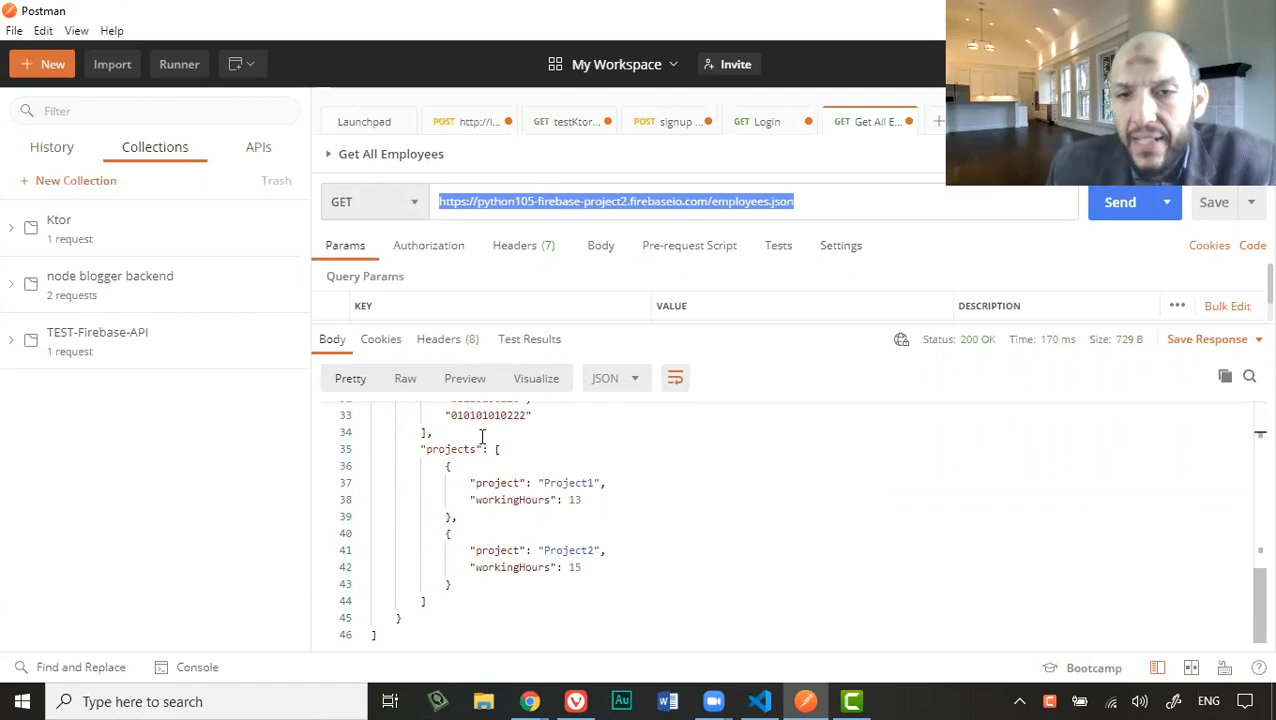 Postman
File Edit View Help
New Import Runner My Workspace Invite
Filter
History Collections APIs
+ New Collection Trash
Ktor
1 request
node blogger backend
2 requests
TEST-Firebase-API
1 request
Launchpad POST http://l... GET testKtor... POST signup ... GET Login GET Get All E...
Get All Employees
GET https://python105-firebase-project2.firebaseio.com/employees.json Send Save
Params Authorization Headers (7) Body Pre-request Script Tests Settings Cookies Code
Query Params
KEY VALUE DESCRIPTION ••• Bulk Edit
Body Cookies Headers (8) Test Results Status: 200 OK Time: 170 ms Size: 729 B Save Response
Pretty Raw Preview Visualize JSON
33 "010101010222"
34 ],
35 "projects": [
36 {
37 "project": "Project1",
38 "workingHours": 13
39 },
40 {
41 "project": "Project2",
42 "workingHours": 15
43 }
44 ]
45 }
46 ]
Find and Replace Console Bootcamp
Type here to search ENG